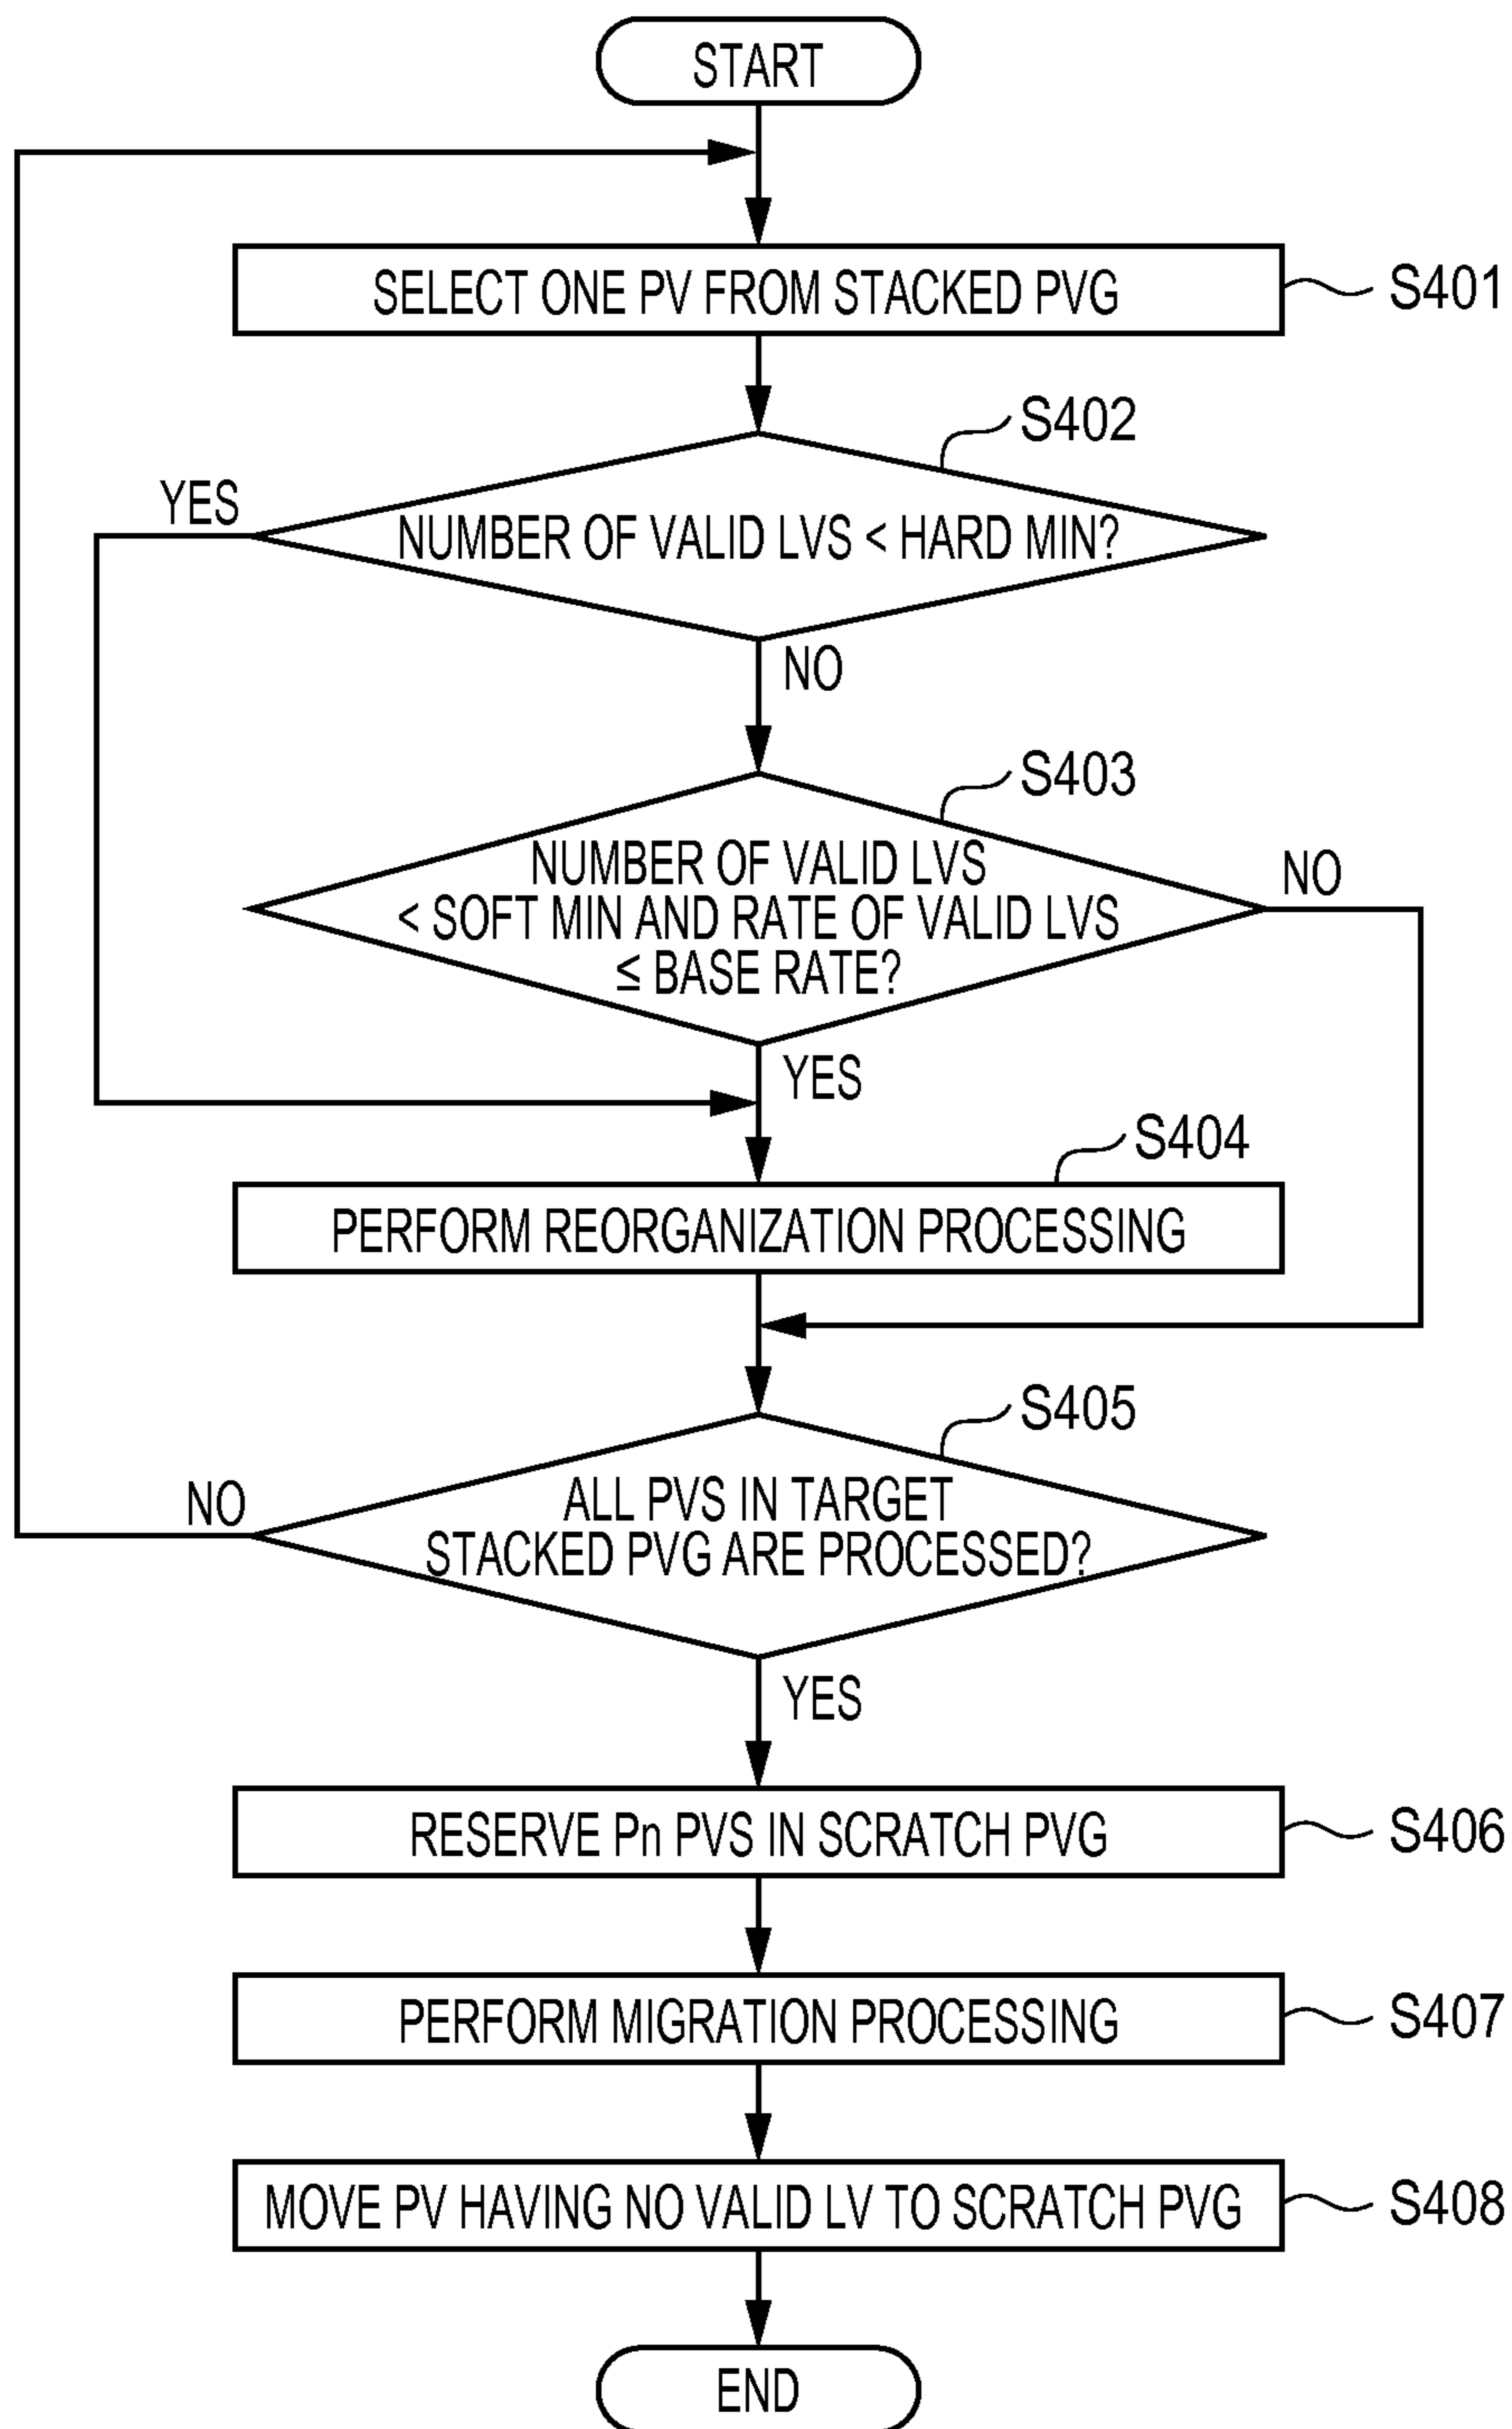 START
SELECT ONE PV FROM STACKED PVG
S401
S402
YES
NUMBER OF VALID LVS < HARD MIN?
NO
S403
NUMBER OF VALID LVS
< SOFT MIN AND RATE OF VALID LVS
≤ BASE RATE?
NO
YES
S404
PERFORM REORGANIZATION PROCESSING
S405
NO
ALL PVS IN TARGET
STACKED PVG ARE PROCESSED?
YES
RESERVE Pn PVS IN SCRATCH PVG
S406
PERFORM MIGRATION PROCESSING
S407
MOVE PV HAVING NO VALID LV TO SCRATCH PVG
S408
END